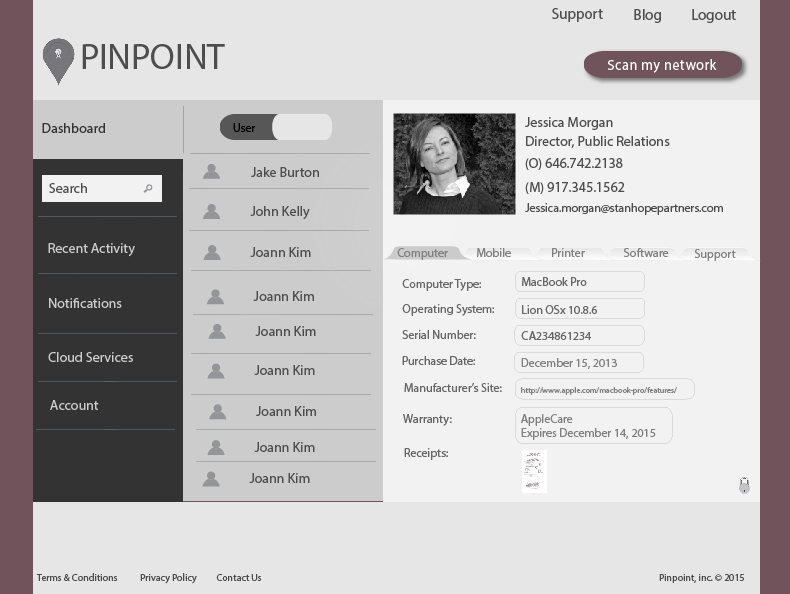 Support Blog Logout
PINPOINT
Scan my network
Dashboard
Search
Recent Activity
Notifications
Cloud Services
Account
User
Jake Burton
John Kelly
Joann Kim
Joann Kim
Joann Kim
Joann Kim
Joann Kim
Joann Kim
Joann Kim
Jessica Morgan
Director, Public Relations
(O) 646.742.2138
(M) 917.345.1562
Jessica.morgan@stanhopepartners.com
Computer Mobile Printer Software Support
Computer Type: MacBook Pro
Operating System: Lion OSx 10.8.6
Serial Number: CA234861234
Purchase Date: December 15, 2013
Manufacturer's Site: http://www.apple.com/macbook-pro/features/
Warranty: AppleCare
Expires December 14, 2015
Receipts:
Terms & Conditions Privacy Policy Contact Us Pinpoint, inc. © 2015